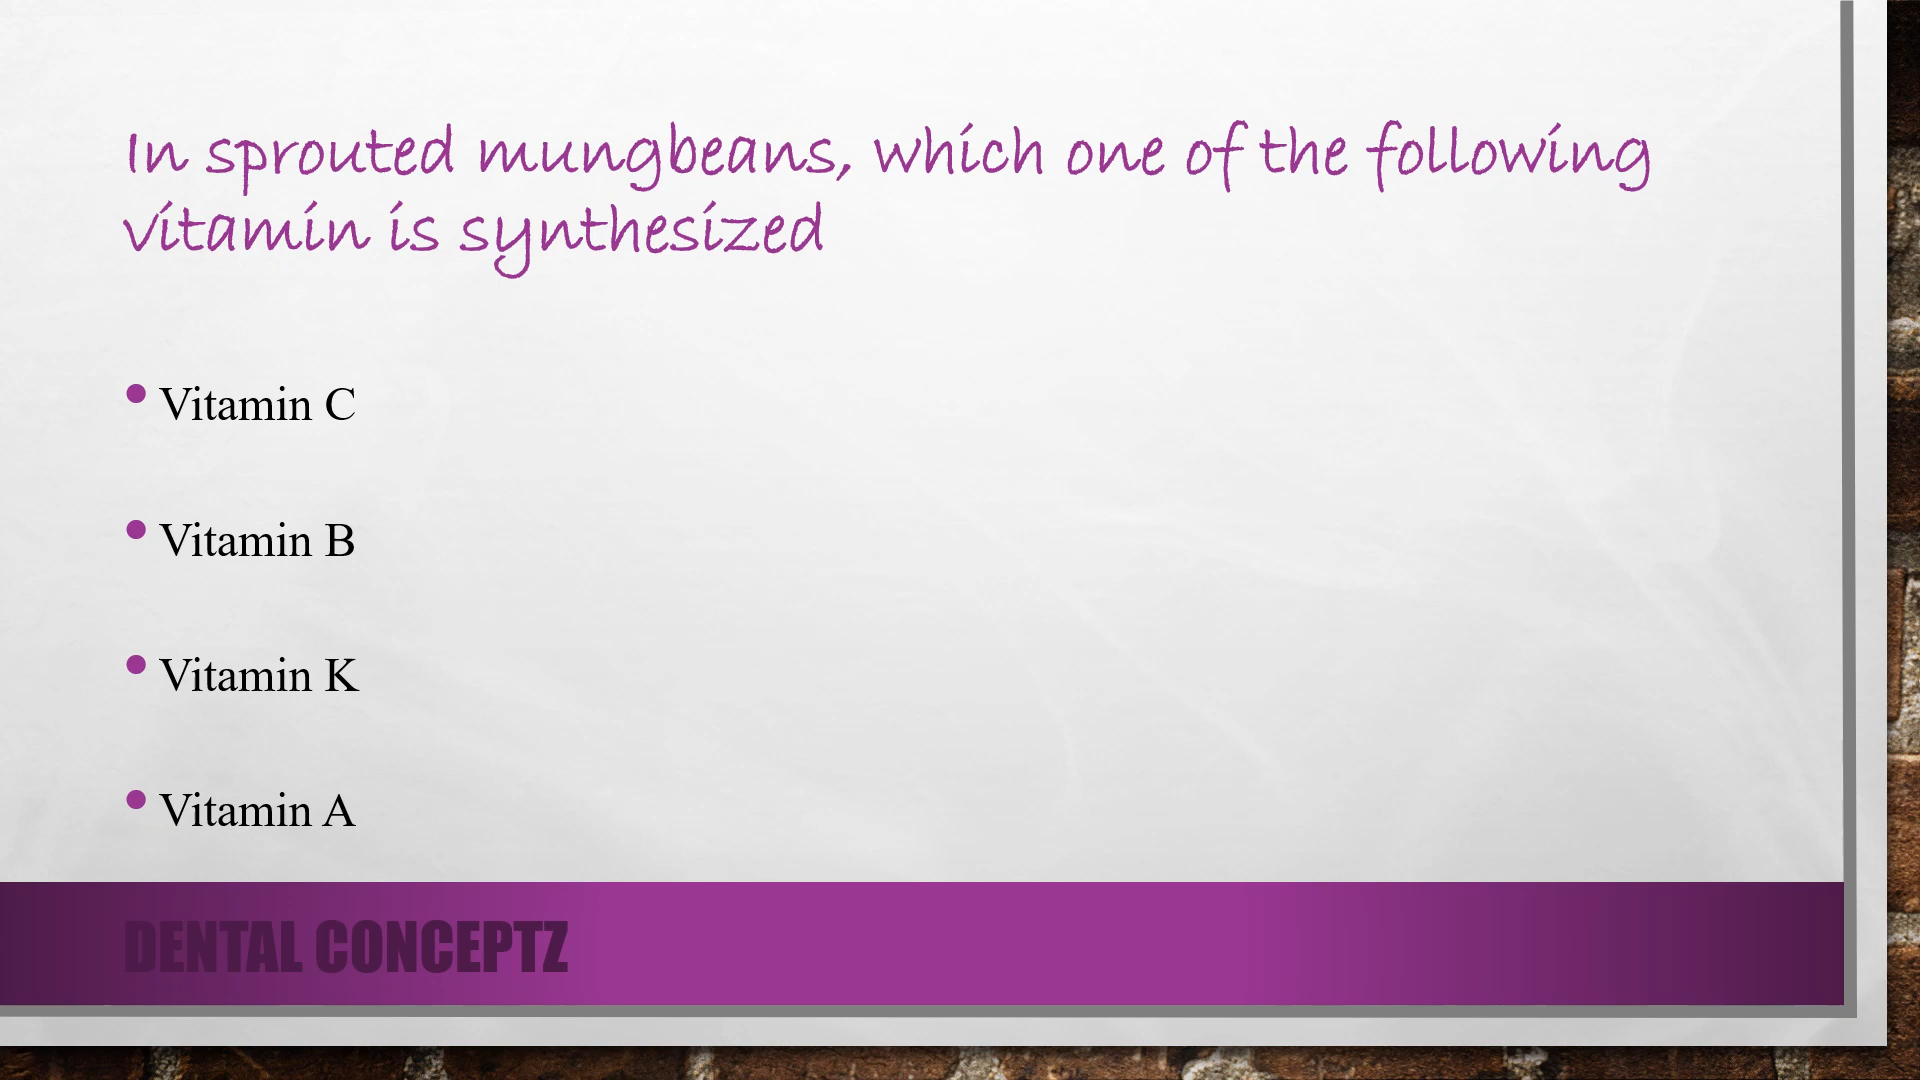 In sprouted mungbeans, which one of the following
vitamin is synthesized
• Vitamin C
• Vitamin B
• Vitamin K
• Vitamin A
DENTAL CONCEPTZ